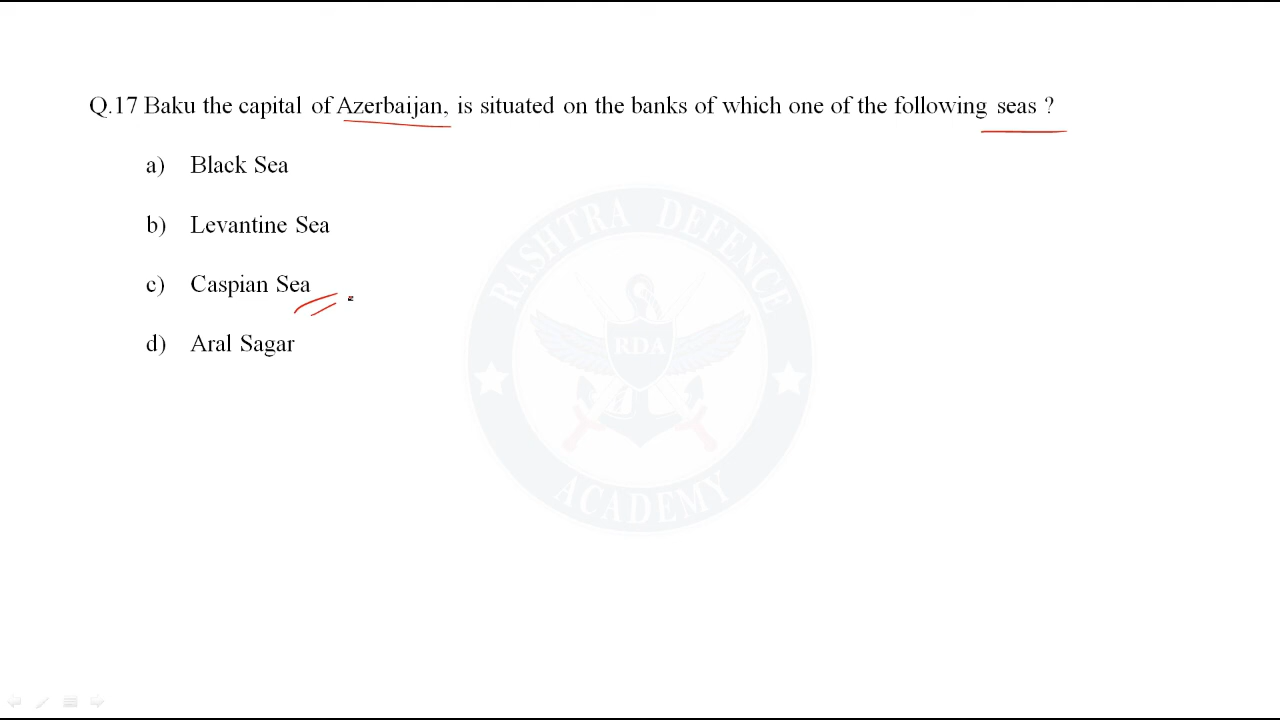 Q.17 Baku the capital of Azerbaijan, is situated on the banks of which one of the following seas ?
a) Black Sea
b) Levantine Sea
c) Caspian Sea
d) Aral Sagar
RASHTRA DEFENCE
RDA
ACADEMY